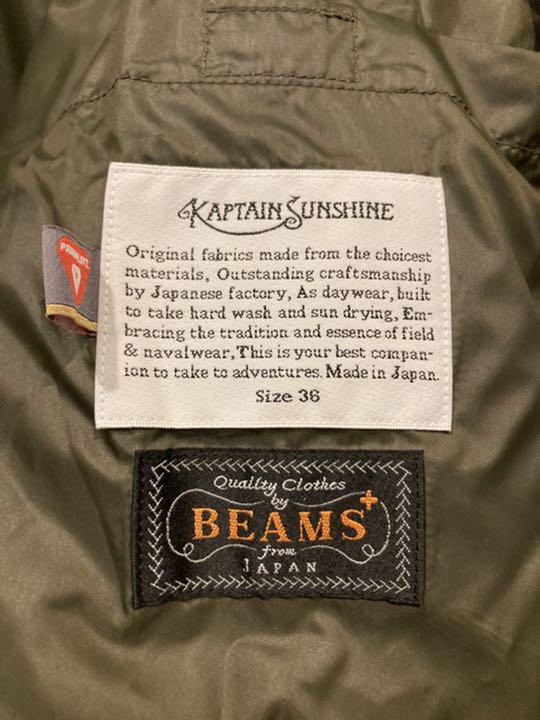 KAPTAIN SUNSHINE
Original fabrics made from the choicest
materials, Outstanding craftsmanship
by Japanese factory, As daywear, built
to take hard wash and sun drying, Em-
bracing the tradition and essence of field
& navalwear, This is your best compan-
ion to take to adventures. Made in Japan.
Size 36
PRIMALOFT
Quality Clothes
by
BEAMS+
from
JAPAN